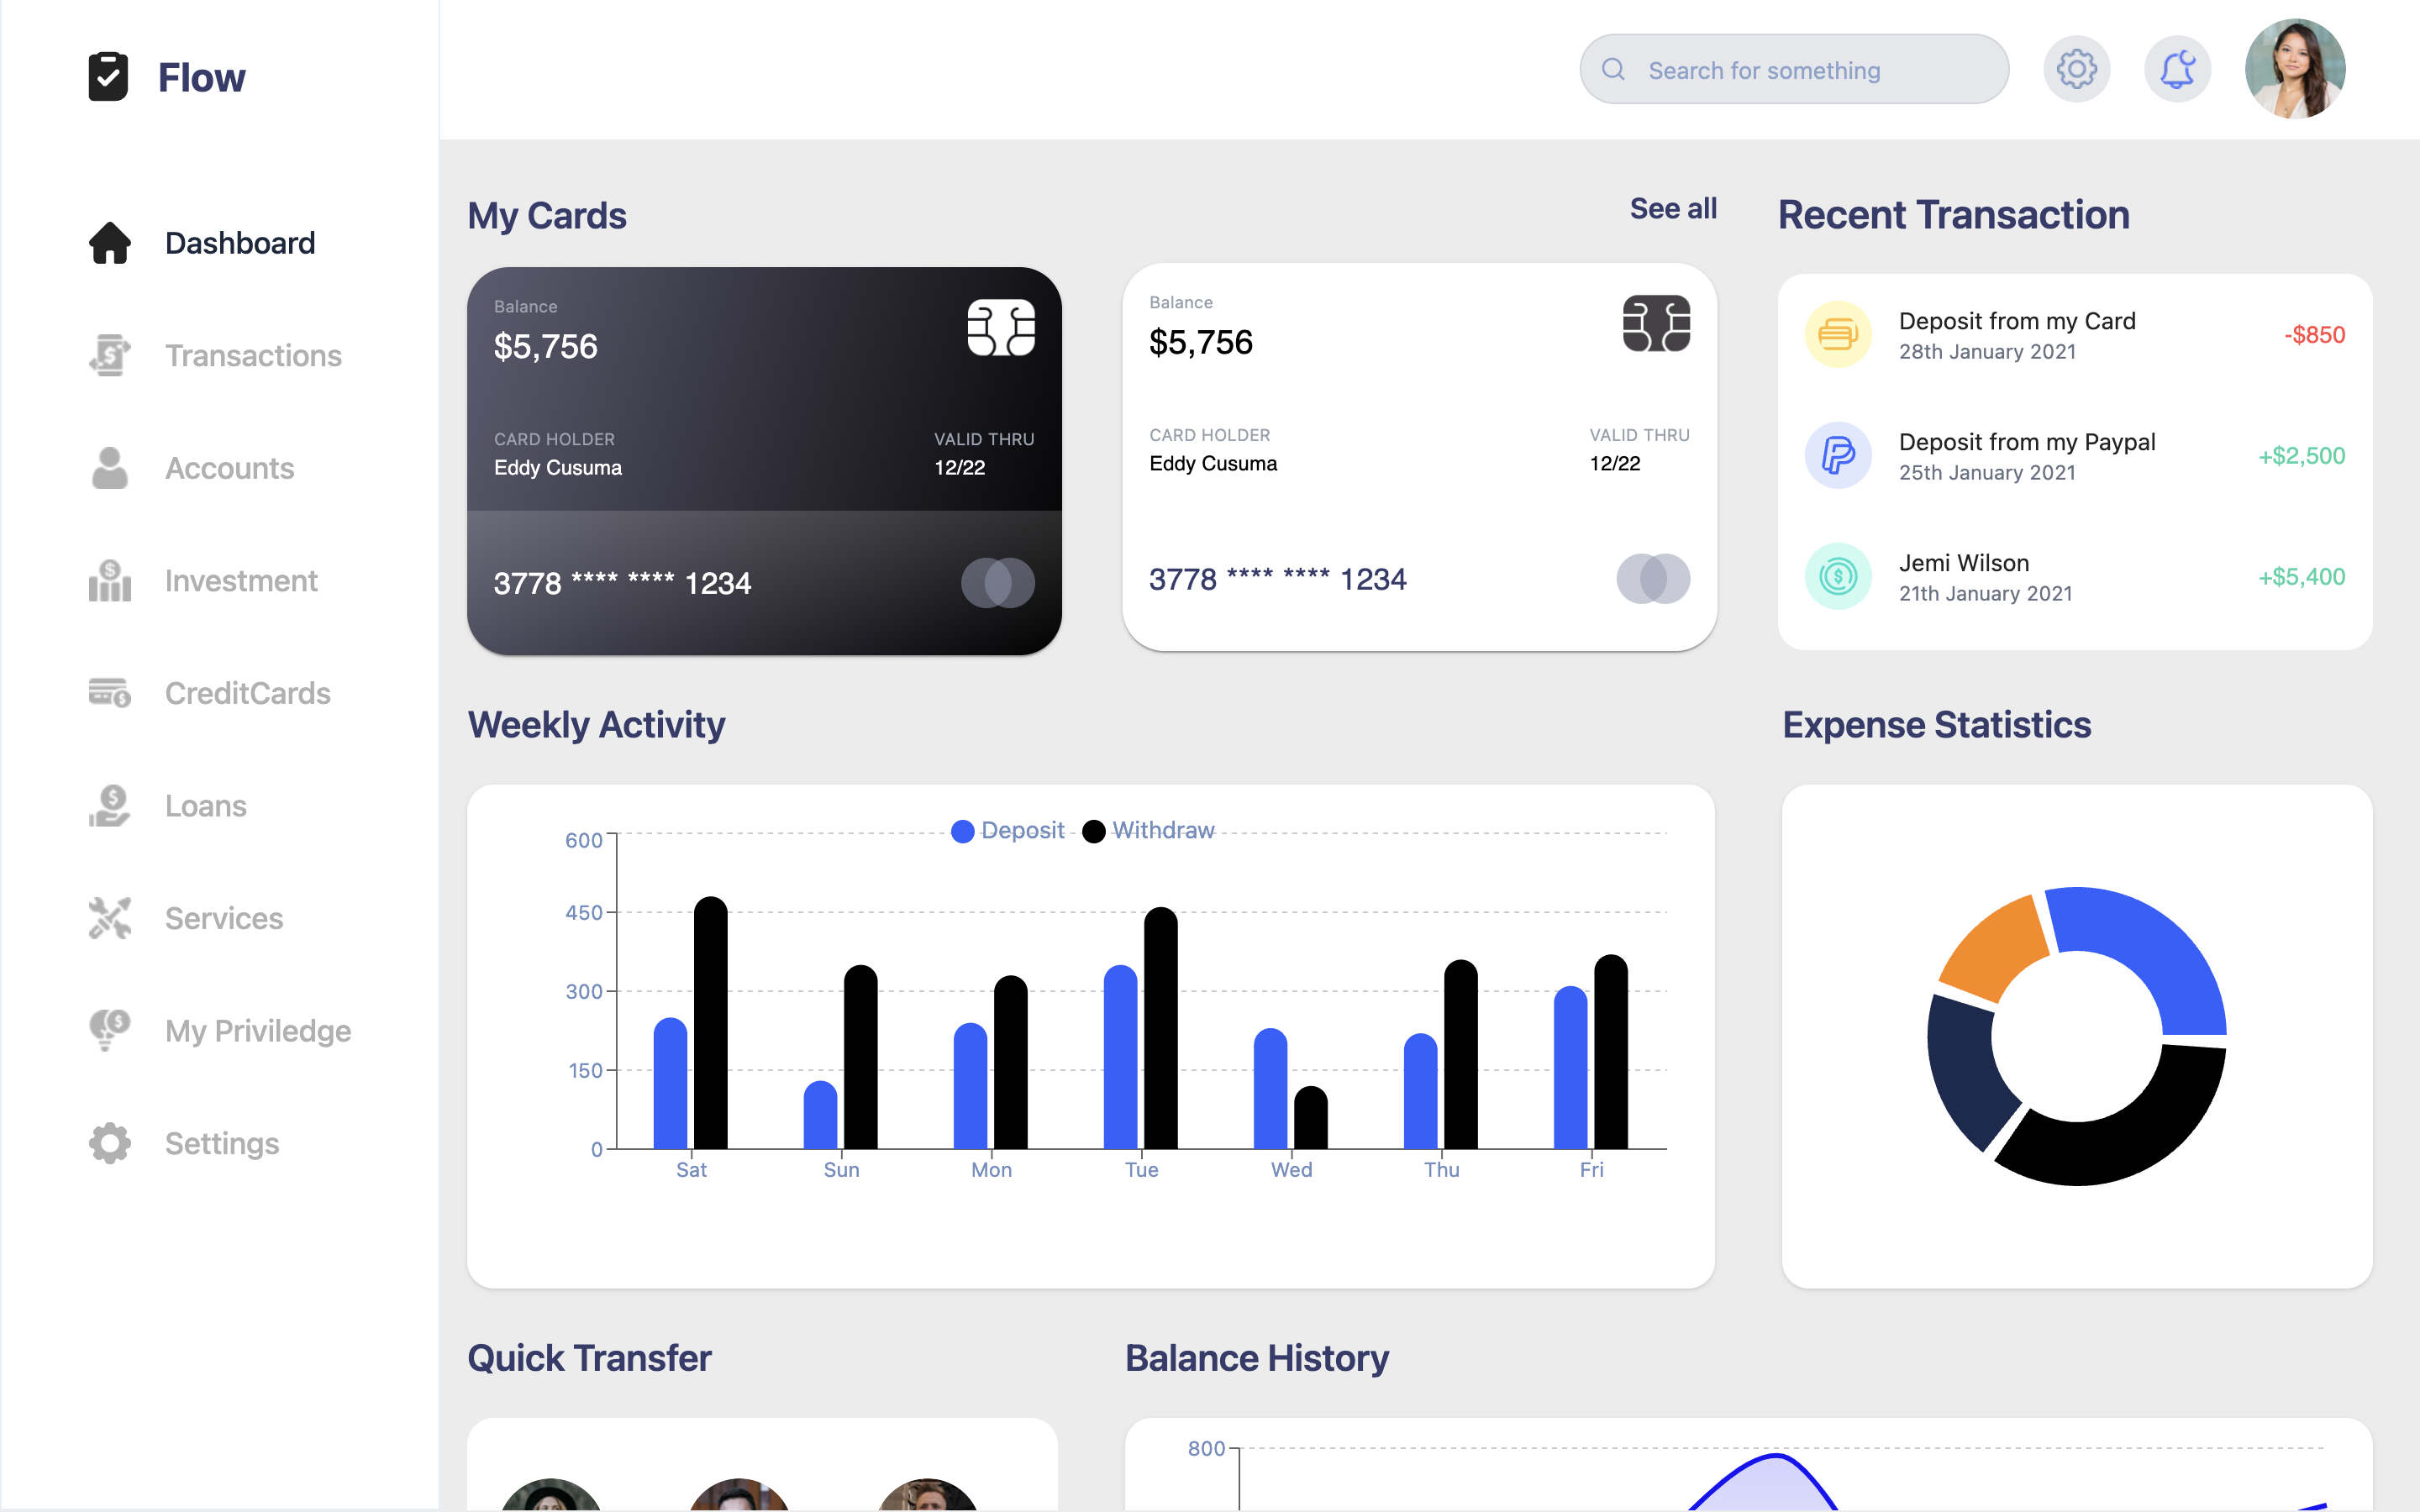 Flow
Search for something
Dashboard
Transactions
Accounts
Investment
CreditCards
Loans
Services
My Priviledge
Settings
My Cards
See all
Balance
$5,756
CARD HOLDER
Eddy Cusuma
VALID THRU
12/22
3778 **** **** 1234
Balance
$5,756
CARD HOLDER
Eddy Cusuma
VALID THRU
12/22
3778 **** **** 1234
Recent Transaction
Deposit from my Card
28th January 2021
-$850
Deposit from my Paypal
25th January 2021
+$2,500
Jemi Wilson
21th January 2021
+$5,400
Weekly Activity
Deposit Withdraw
600
450
300
150
0
Sat Sun Mon Tue Wed Thu Fri
Expense Statistics
Quick Transfer
Balance History
800